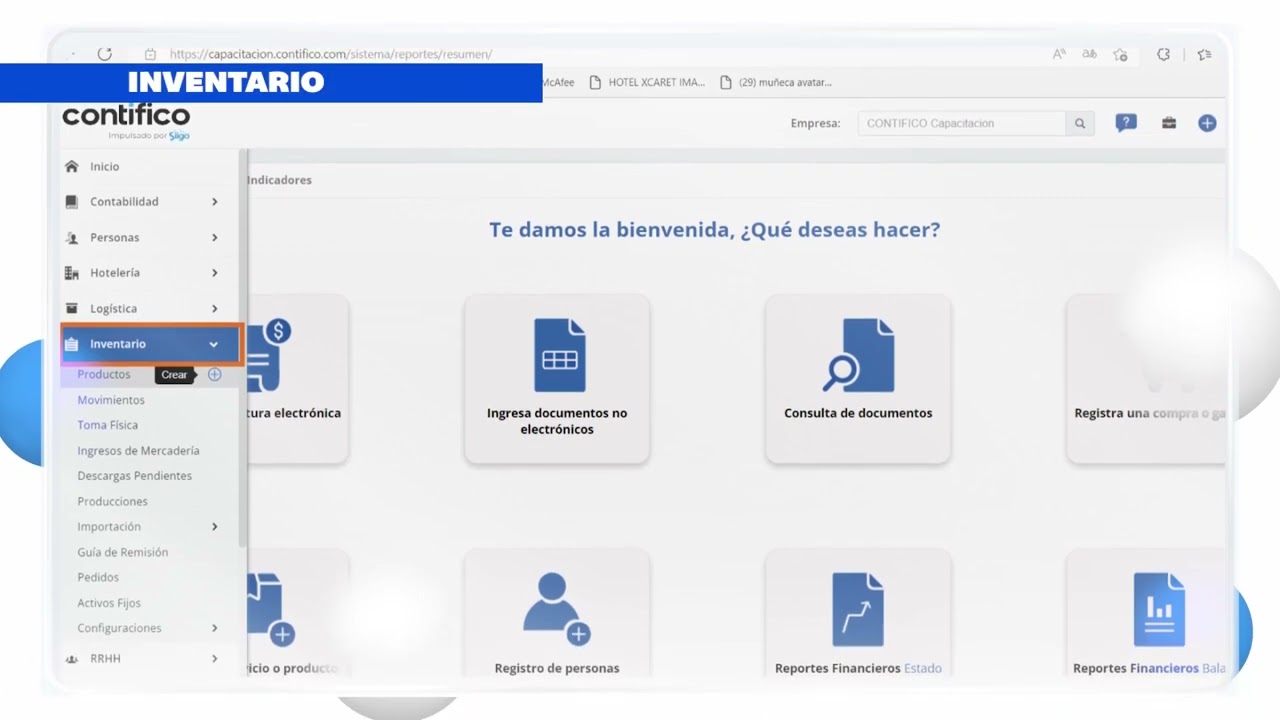 https://capacitacion.contifico.com/sistema/reportes/resumen/
INVENTARIO
McAfee
HOTEL XCARET IMA...
(29) muñeca avatar...
contífico
Impulsado por Siigo
Empresa:
CONTIFICO Capacitacion
Inicio
Contabilidad
Personas
Hotelería
Logística
Inventario
Productos
Crear
Movimientos
Toma Física
Ingresos de Mercadería
Descargas Pendientes
Producciones
Importación
Guía de Remisión
Pedidos
Activos Fijos
Configuraciones
RRHH
Indicadores
Te damos la bienvenida, ¿Qué deseas hacer?
tura electrónica
Ingresa documentos no
electrónicos
Consulta de documentos
Registra una compra o ga
icio o producto
Registro de personas
Reportes Financieros Estado
Reportes Financieros Bala